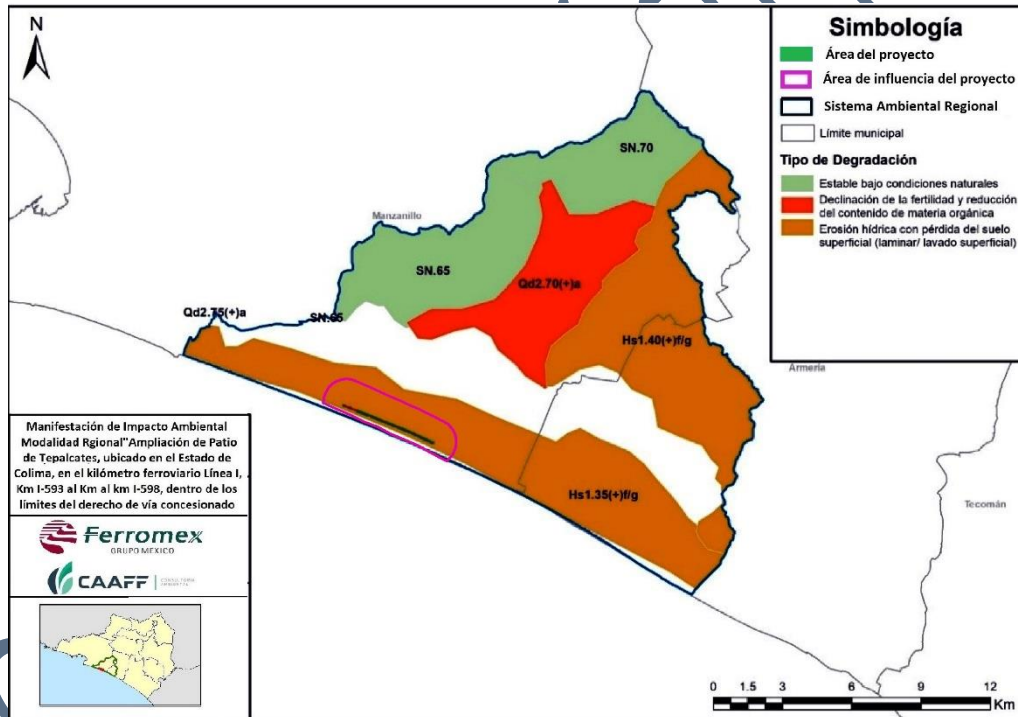 N
Simbología
Área del proyecto
Área de influencia del proyecto
Sistema Ambiental Regional
Límite municipal
Tipo de Degradación
Estable bajo condiciones naturales
Declinación de la fertilidad y reducción
del contenido de materia orgánica
Erosión hídrica con pérdida del suelo
superficial (laminar/ lavado superficial)
SN.70
Manzanillo
SN.65
Qd2.70(+)a
Qd2.75(+)a
SN.65
Hs1.40(+)f/g
Armería
Hs1.35(+)f/g
Tecomán
Manifestación de Impacto Ambiental
Modalidad Rgional"Ampliación de Patio
de Tepalcates, ubicado en el Estado de
Colima, en el kilómetro ferroviario Línea I,
Km I-593 al Km al km I-598, dentro de los
límites del derecho de vía concesionado
Ferromex
GRUPO MEXICO
CAAFF
0 1.5 3 6 9 12
Km